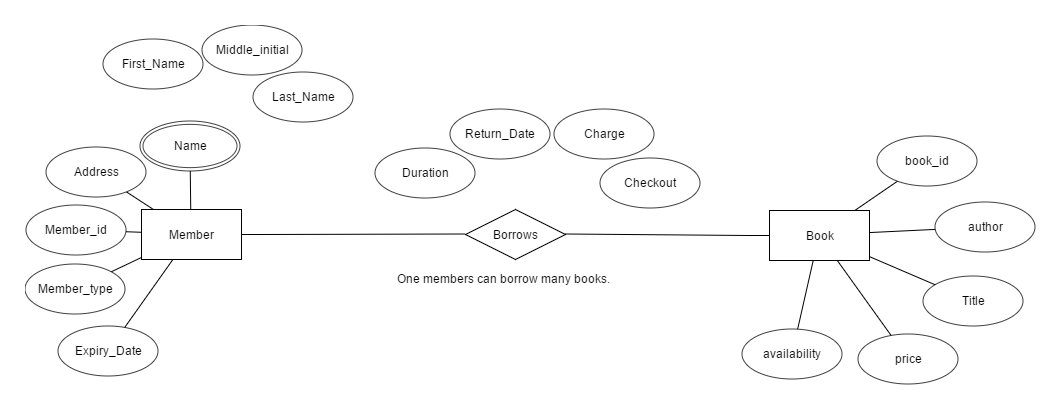 First_Name
Middle_initial
Last_Name
Name
Address
Member_id
Member_type
Expiry_Date
Member
Duration
Return_Date
Charge
Checkout
Borrows
One members can borrow many books.
Book
book_id
author
Title
price
availability